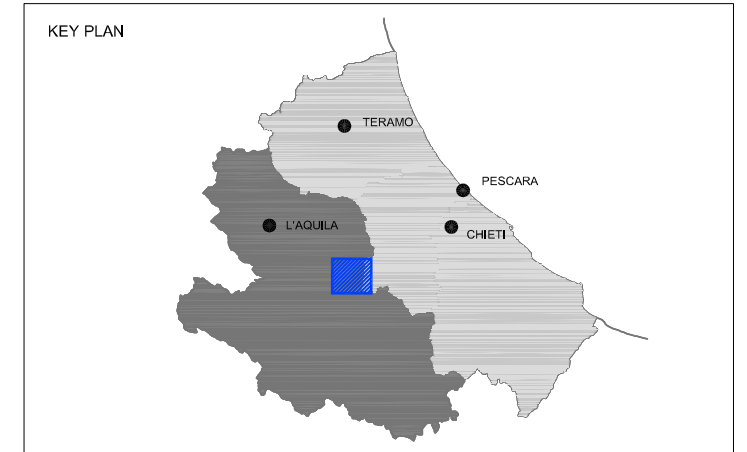 KEY PLAN
TERAMO
PESCARA
L'AQUILA
CHIETI